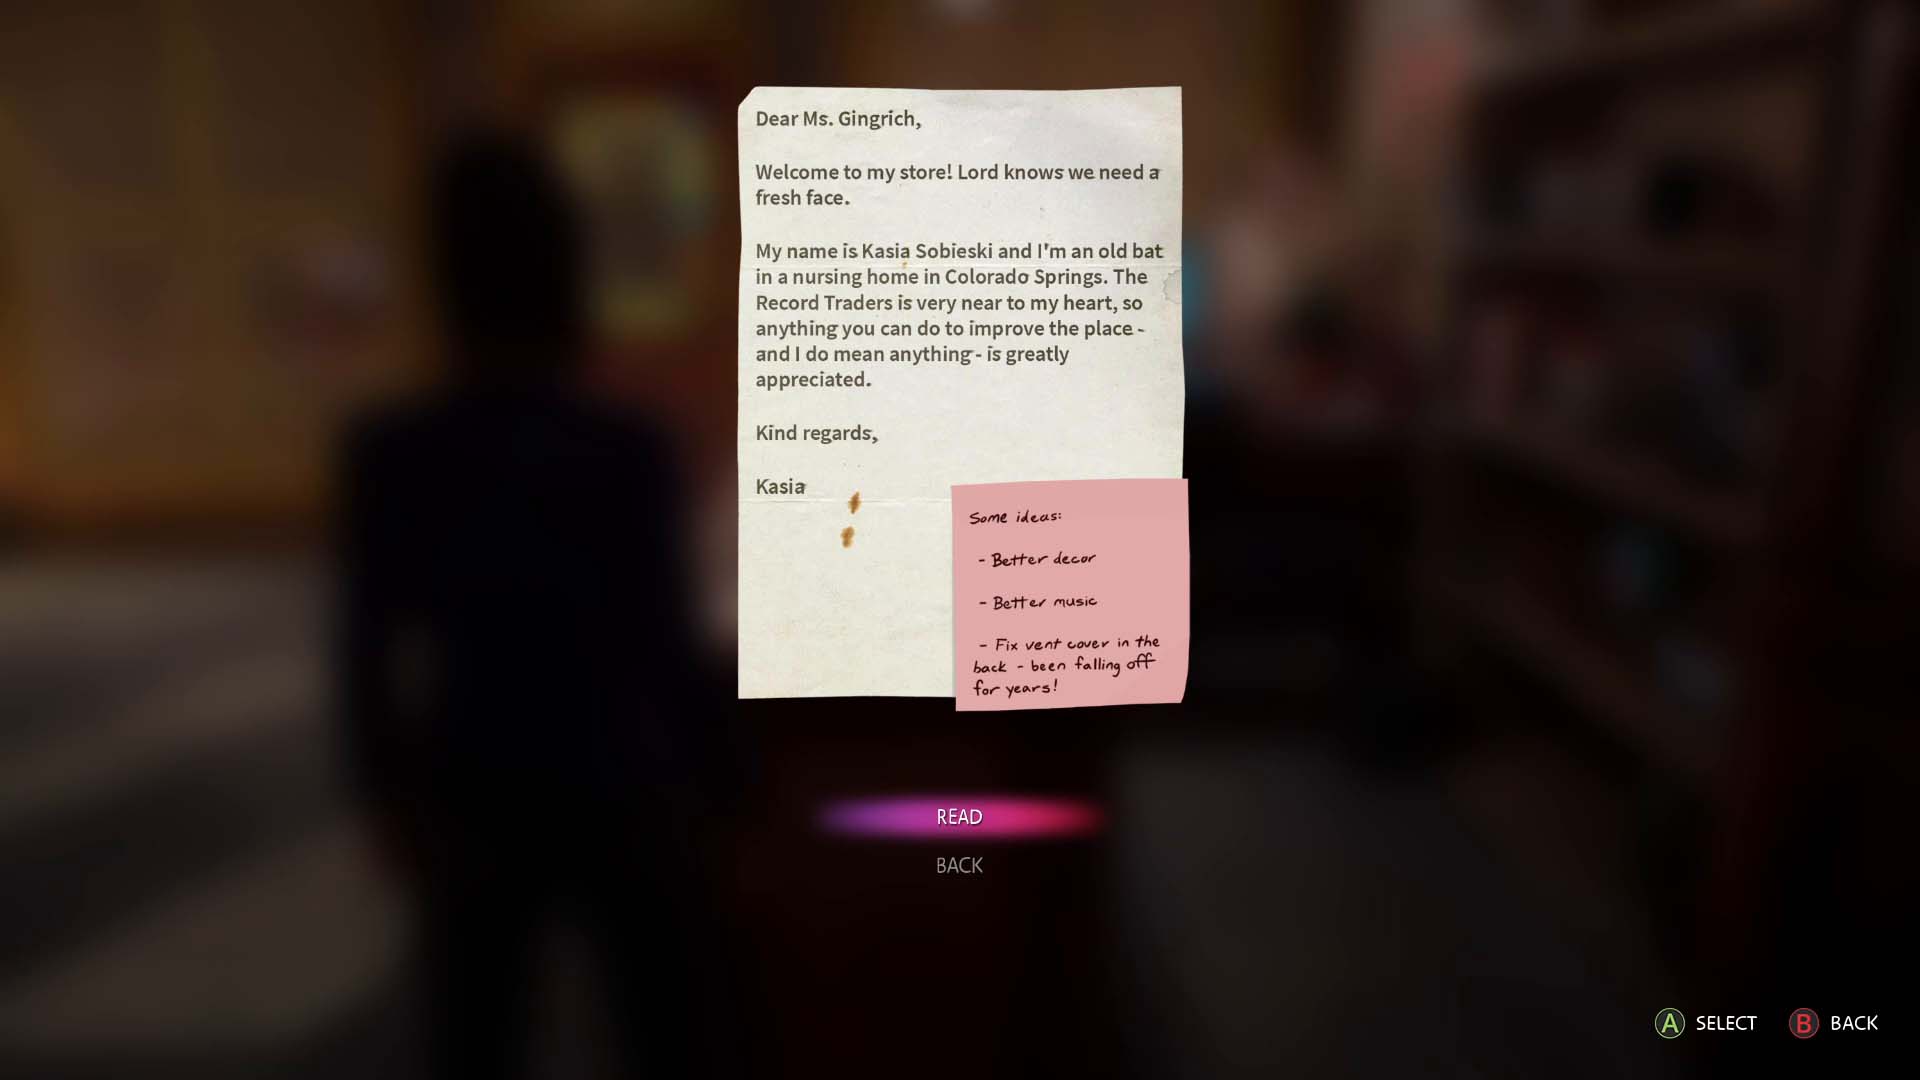 Dear Ms. Gingrich,
Welcome to my store! Lord knows we need a
fresh face.
My name is Kasia Sobieski and I'm an old bat
in a nursing home in Colorado Springs. The
Record Traders is very near to my heart, so
anything you can do to improve the place -
and I do mean anything - is greatly
appreciated.
Kind regards,
Kasia
Some ideas:
- Better decor
- Better music
- Fix vent cover in the
back - been falling off
for years!
READ
BACK
A SELECT B BACK